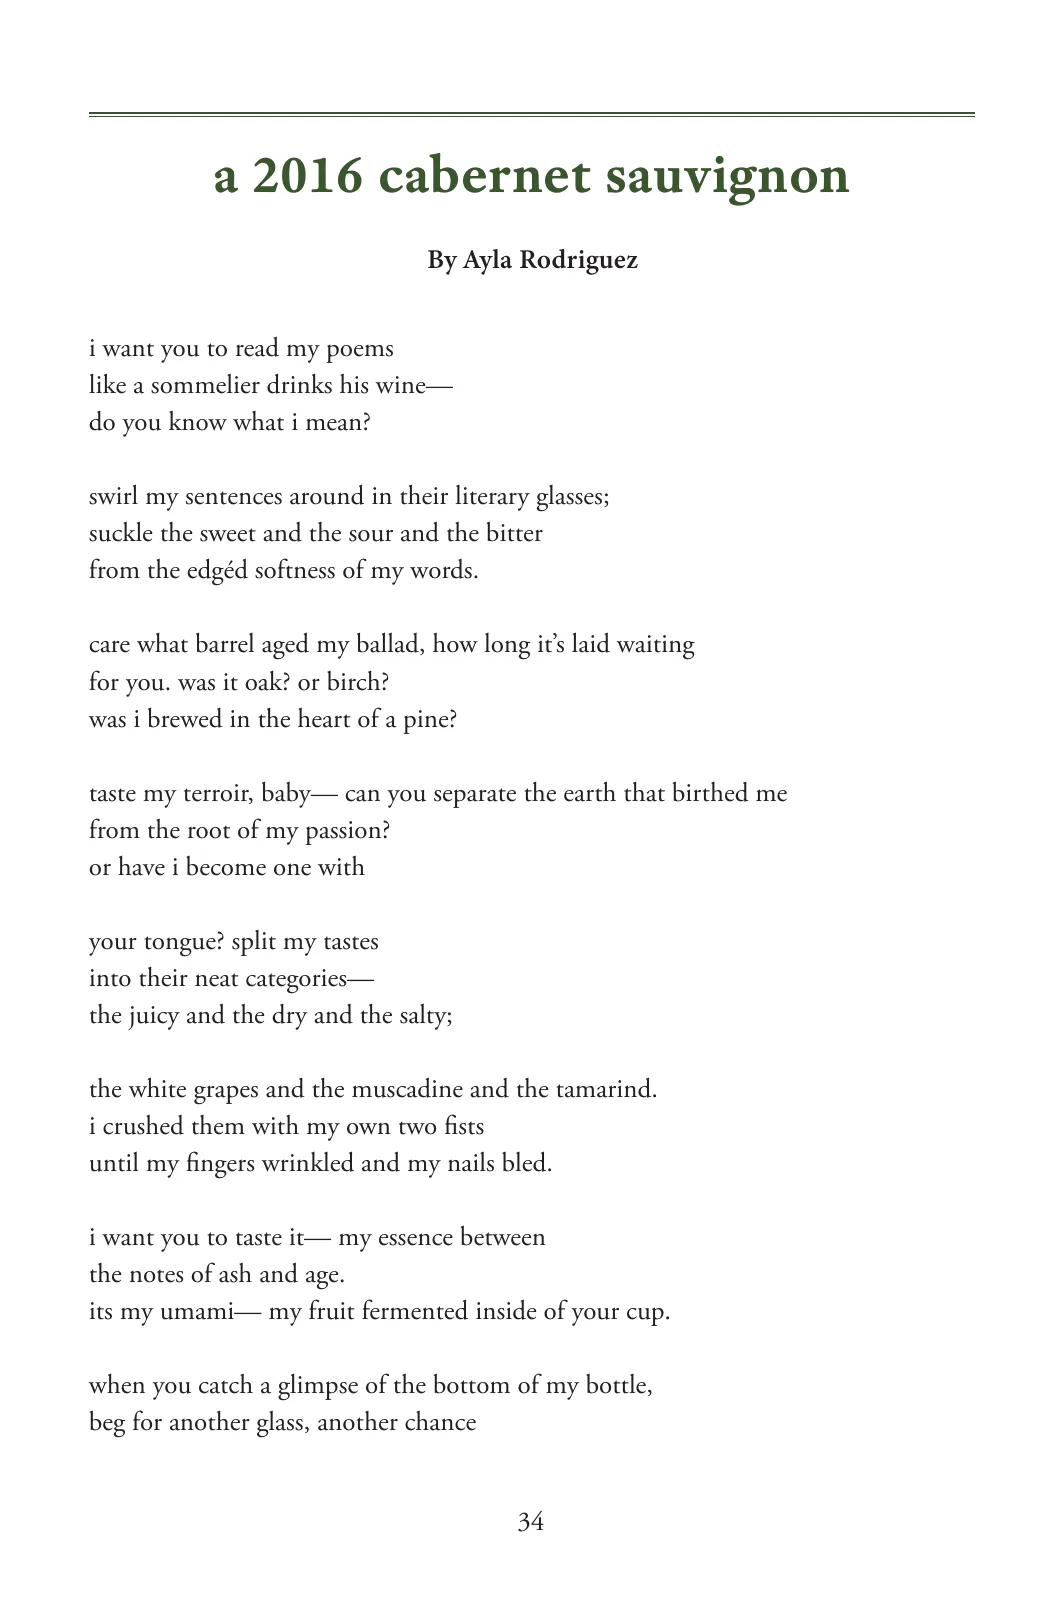 a 2016 cabernet sauvignon
By Ayla Rodriguez
i want you to read my poems
like a sommelier drinks his wine—
do you know what i mean?
swirl my sentences around in their literary glasses;
suckle the sweet and the sour and the bitter
from the edgéd softness of my words.
care what barrel aged my ballad, how long it’s laid waiting
for you. was it oak? or birch?
was i brewed in the heart of a pine?
taste my terroir, baby— can you separate the earth that birthed me
from the root of my passion?
or have i become one with
your tongue? split my tastes
into their neat categories—
the juicy and the dry and the salty;
the white grapes and the muscadine and the tamarind.
i crushed them with my own two fists
until my fingers wrinkled and my nails bled.
i want you to taste it— my essence between
the notes of ash and age.
its my umami— my fruit fermented inside of your cup.
when you catch a glimpse of the bottom of my bottle,
beg for another glass, another chance
34